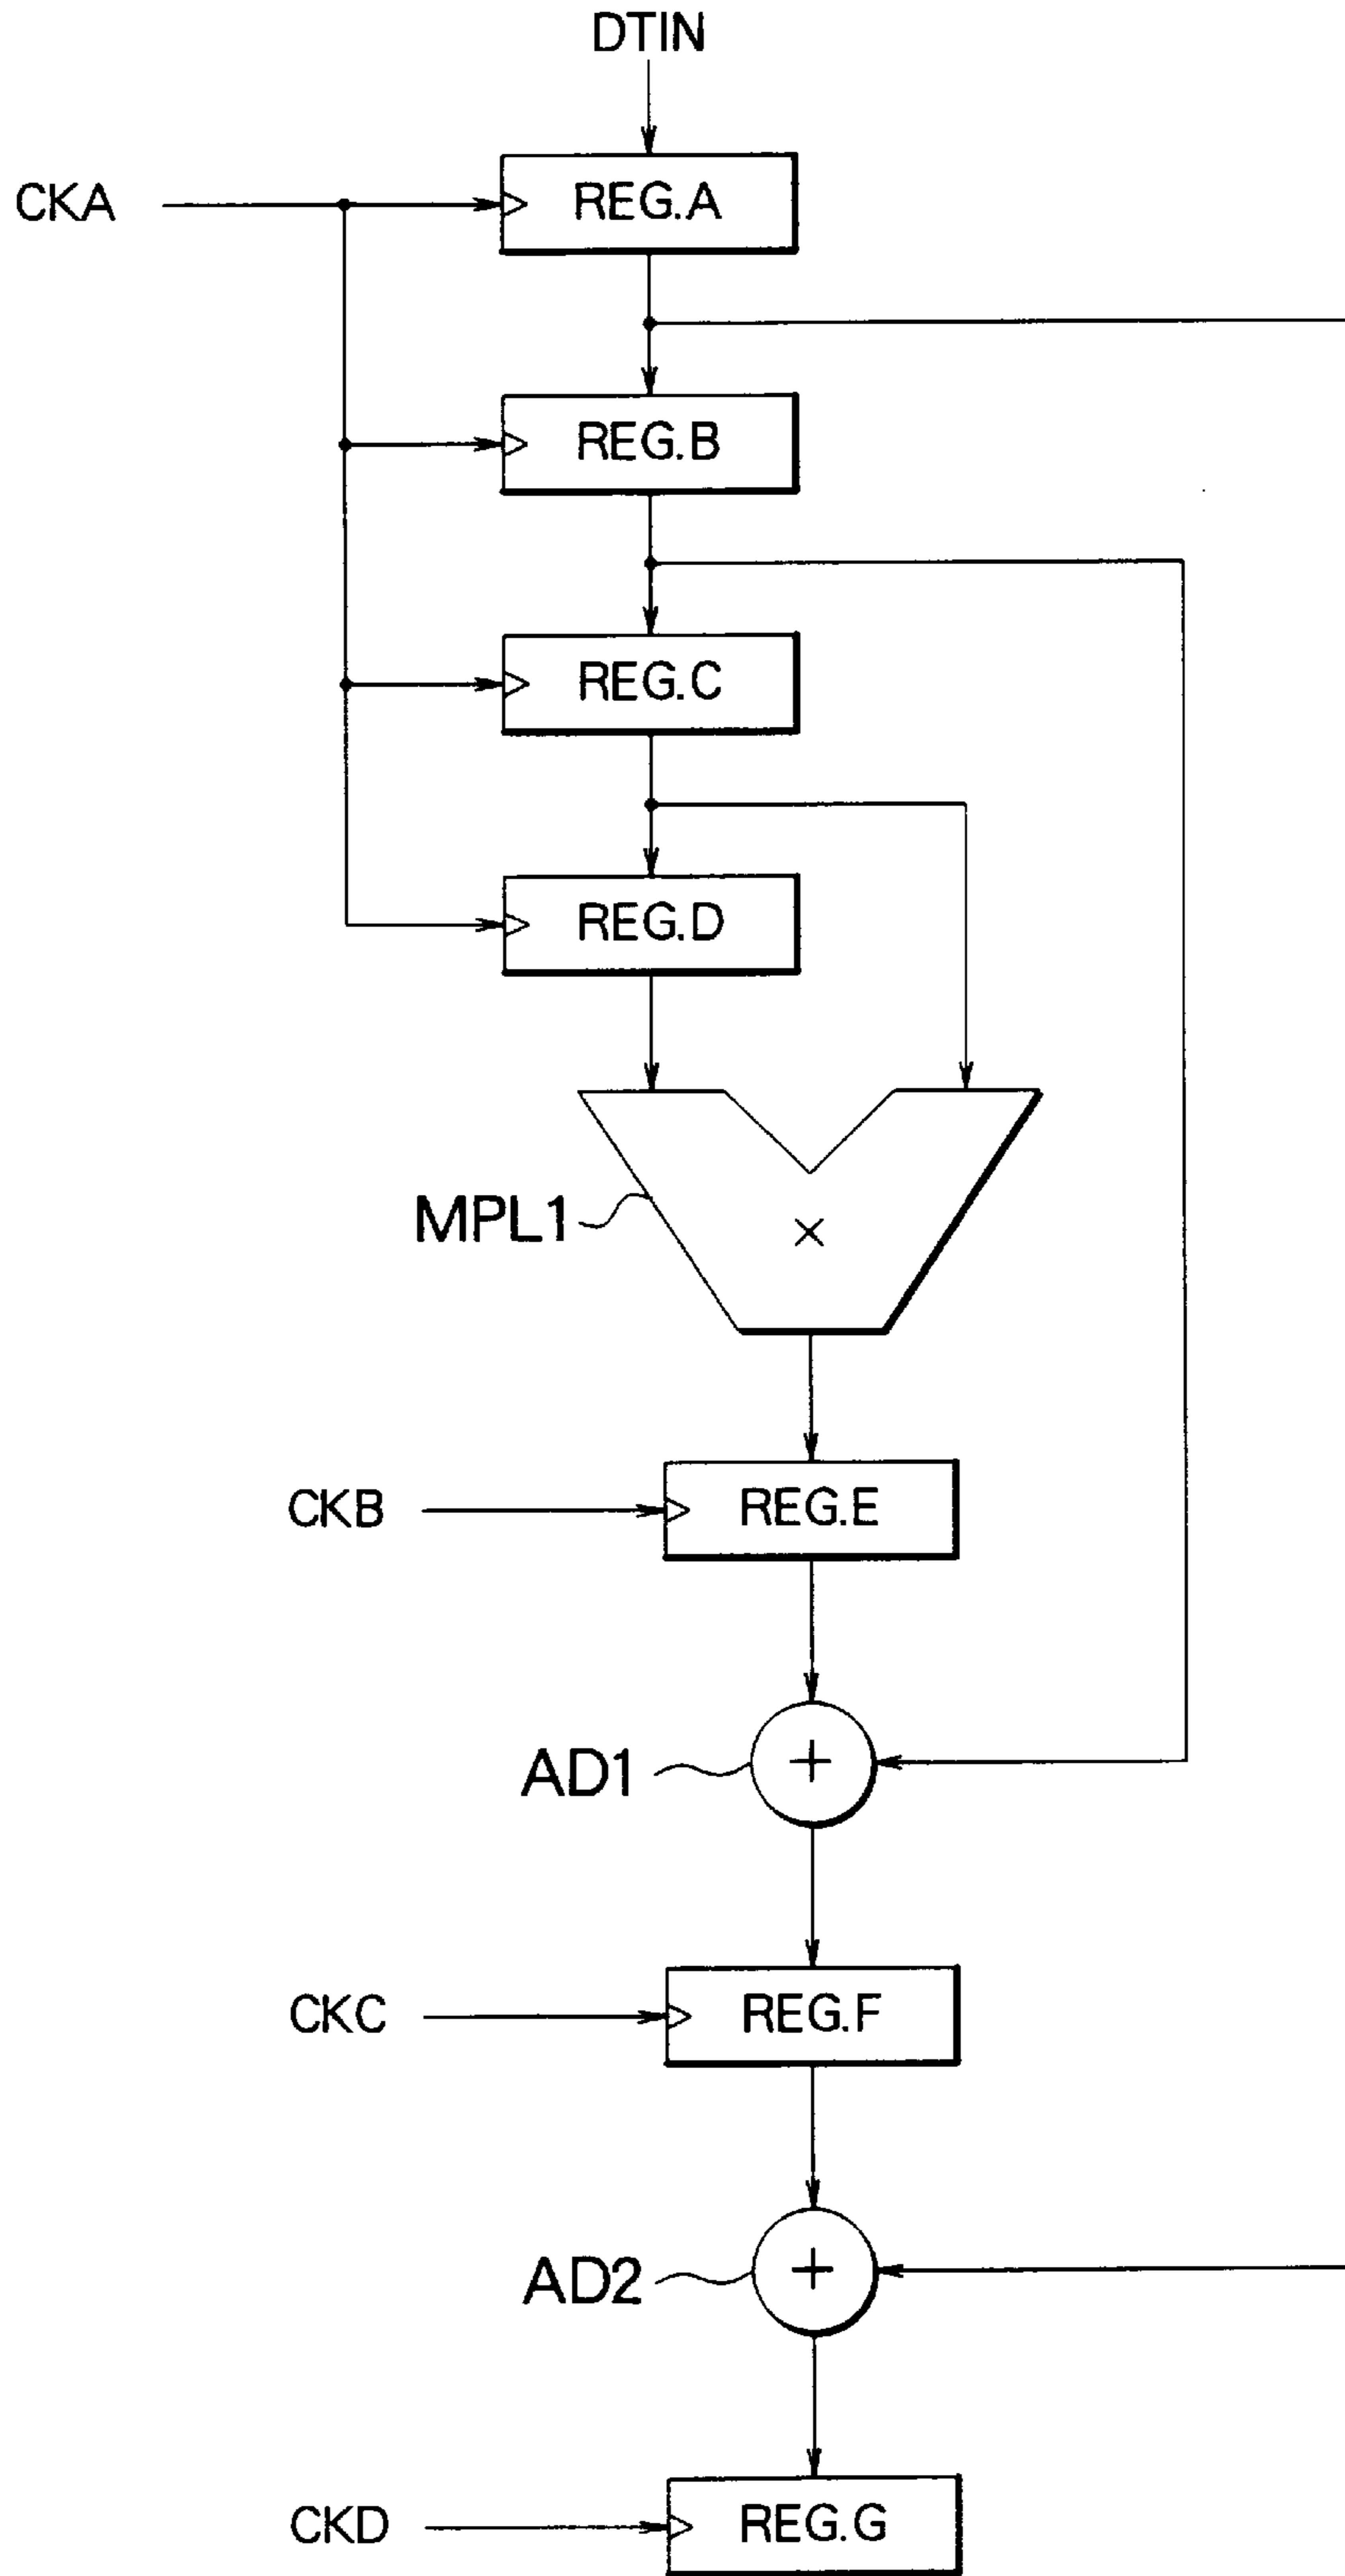 DTIN
CKA
REG.A
REG.B
REG.C
REG.D
MPL1
×
CKB
REG.E
AD1
+
CKC
REG.F
AD2
+
CKD
REG.G